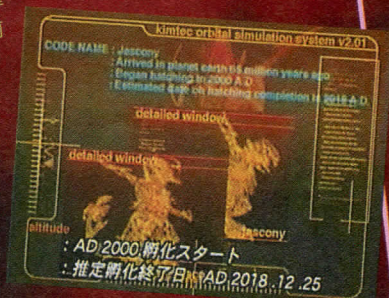 kimtec orbital simulation system v2.01
CODE NAME : Jascony
: Arrived in planet earth 65 million years ago
: Began hatching in 2000 A.D.
: Estimated date on hatching completion is 2018 A.D.
detailed window
detailed window
altitude
Jascony
: AD 2000 孵化スタート
: 推定孵化終了日 : AD.2018.12.25